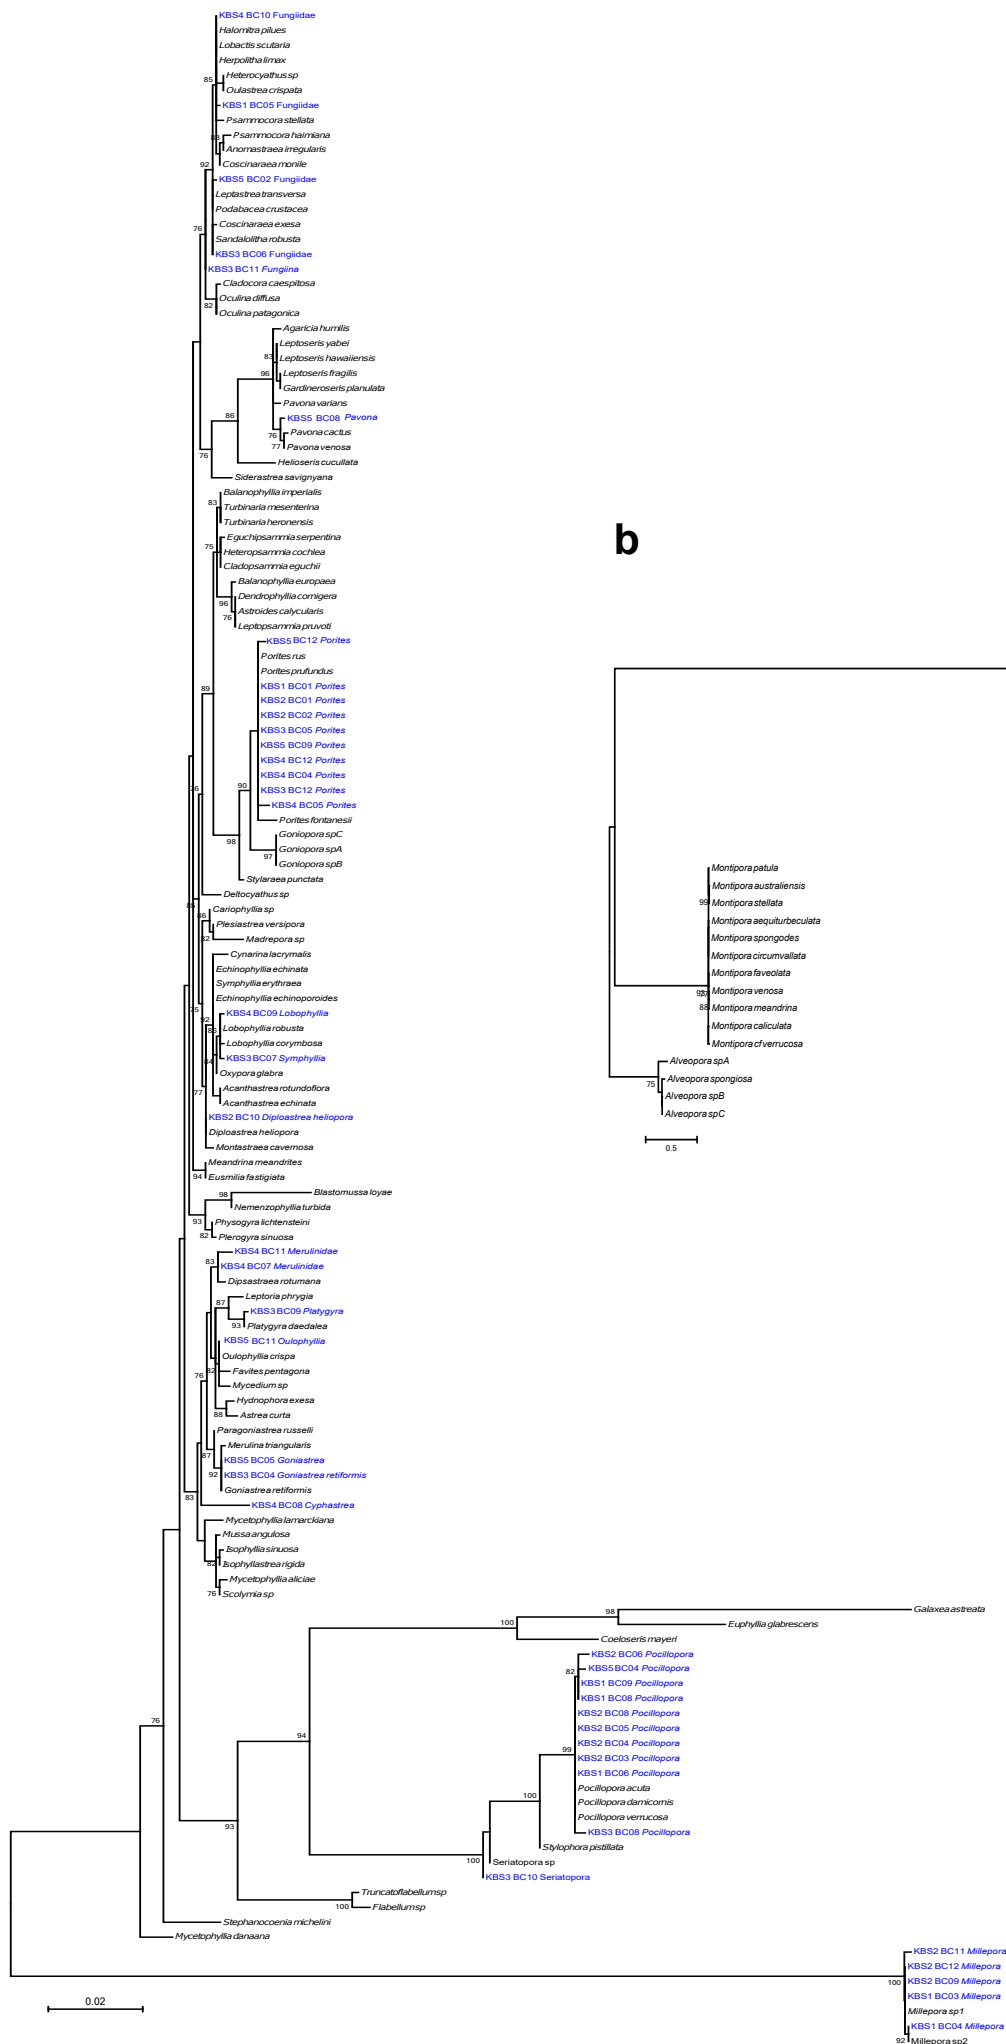 KBS4 BC10 Fungiidae
Halomitra pilues
Lobactis scutaria
Herpolitha limax
Heterocyathus sp
85
Oulastrea crispata
KBS1 BC05 Fungiidae
Psammocora stellata
Psammocora haimiana
Anomastraea irregularis
92
Coscinaraea monile
KBS5 BC02 Fungiidae
Leptastrea transversa
Podabacea crustacea
76
Coscinaraea exesa
Sandalolitha robusta
KBS3 BC06 Fungiidae
KBS3 BC11 Fungiina
Cladocora caespitosa
Oculina diffusa
82
Oculina patagonica
Agaricia humilis
Leptoseris yabei
83
Leptoseris hawaiiensis
96
Leptoseris fragilis
Gardineroseris planulata
Pavona varians
86
KBS5 BC08 Pavona
76
Pavona cactus
77
Pavona venosa
76
Helioseris cucullata
Siderastrea savignyana
Balanophyllia imperialis
83
Turbinaria mesenterina
Turbinaria heronensis
Eguchipsammia serpentina
75
Heteropsammia cochlea
Cladopsammia eguchii
Balanophyllia europaea
96
Dendrophyllia cornigera
76
Astroides calycularis
Leptopsammia pruvoti
KBS5 BC12 Porites
Porites rus
Porites prufundus
89
KBS1 BC01 Porites
KBS2 BC01 Porites
KBS2 BC02 Porites
KBS3 BC05 Porites
KBS5 BC09 Porites
KBS4 BC12 Porites
KBS4 BC04 Porites
90
76
KBS3 BC12 Porites
KBS4 BC05 Porites
Porites fontanesii
Goniopora spC
98
Goniopora spA
97
Goniopora spB
Stylaraea punctata
Deltocyathus sp
85
Cariophyllia sp
86
Plesiastrea versipora
82
Madrepora sp
Cynarina lacrymalis
Echinophyllia echinata
Symphyllia erythraea
Echinophyllia echinoporoides
75
KBS4 BC09 Lobophyllia
92
Lobophyllia robusta
Lobophyllia corymbosa
KBS3 BC07 Symphyllia
Oxypora glabra
77
Acanthastrea rotundoflora
Acanthastrea echinata
KBS2 BC10 Diploastrea heliopora
Diploastrea heliopora
Montastraea cavernosa
Meandrina meandrites
94
Eusmilia fastigiata
98
Blastomussa loyae
Nemenzophyllia turbida
93
Physogyra lichtensteini
82
Plerogyra sinuosa
KBS4 BC11 Merulinidae
83
KBS4 BC07 Merulinidae
Dipsastraea rotumana
Leptoria phrygia
87
KBS3 BC09 Platygyra
93
Platygyra daedalea
KBS5 BC11 Oulophyllia
Oulophyllia crispa
76
82
Favites pentagona
Mycedium sp
Hydnophora exesa
88
Astrea curta
Paragoniastrea russelli
Merulina triangularis
87
KBS5 BC05 Goniastrea
92
KBS3 BC04 Goniastrea retiformis
Goniastrea retiformis
83
KBS4 BC08 Cyphastrea
Mycetophyllia lamarckiana
Mussa angulosa
Isophyllia sinuosa
82
Isophyllastrea rigida
Mycetophyllia aliciae
76
Scolymia sp
98
Galaxea astreata
100
Euphyllia glabrescens
Coeloseris mayeri
KBS2 BC06 Pocillopora
82
KBS5 BC04 Pocillopora
KBS1 BC09 Pocillopora
KBS1 BC08 Pocillopora
KBS2 BC08 Pocillopora
76
KBS2 BC05 Pocillopora
94
KBS2 BC04 Pocillopora
99
KBS2 BC03 Pocillopora
KBS1 BC06 Pocillopora
Pocillopora acuta
100
Pocillopora damicornis
Pocillopora verrucosa
93
KBS3 BC08 Pocillopora
Stylophora pistillata
100
Seriatopora sp
KBS3 BC10 Seriatopora
Truncatoflabellum sp
100
Flabellum sp
Stephanocoenia michelini
Mycetophyllia danaana
KBS2 BC11 Millepora
KBS2 BC12 Millepora
100
KBS2 BC09 Millepora
KBS1 BC03 Millepora
Millepora sp1
KBS1 BC04 Millepora
92
Millepora sp2
0.02
b
Montipora patula
Montipora australiensis
99
Montipora stellata
Montipora aequiturbeculata
Montipora spongodes
Montipora circumvallata
Montipora faveolata
Montipora venosa
88
Montipora meandrina
Montipora caliculata
Montipora cf verrucosa
Alveopora spA
75
Alveopora spongiosa
Alveopora spB
Alveopora spC
0.5